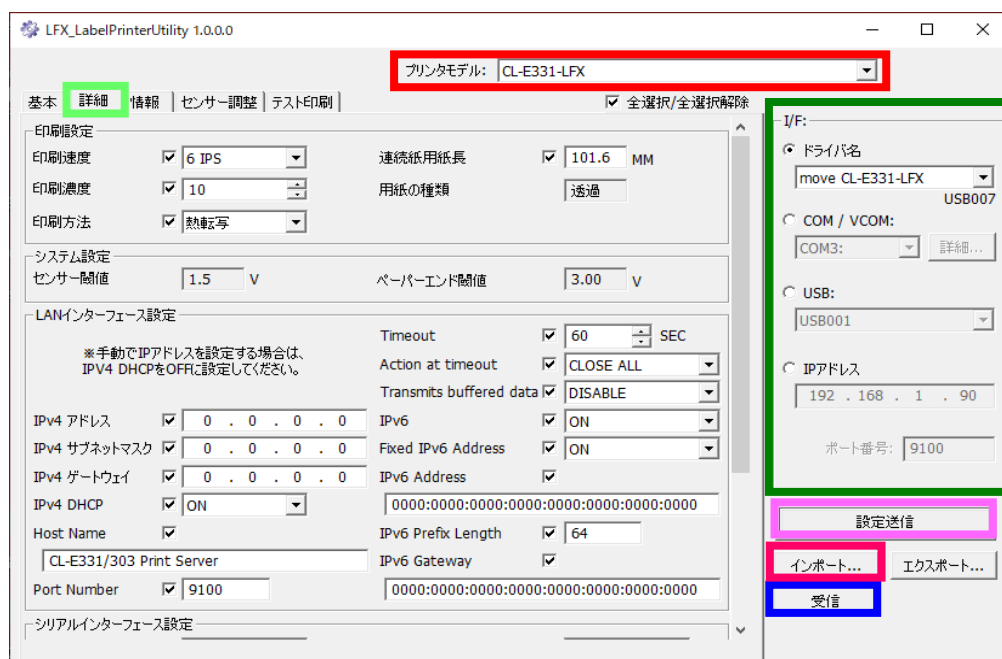 LFX_LabelPrinterUtility 1.0.0.0
プリンタモデル: CL-E331-LFX
基本 詳細 情報 センサー調整 テスト印刷 全選択/全選択解除
印刷設定
印刷速度 6 IPS 連続紙用紙長 101.6 MM
印刷濃度 10 用紙の種類 透過
印刷方法 熱転写
システム設定
センサー閾値 1.5 V ペーパーエンド閾値 3.00 V
LANインターフェース設定
※手動でIPアドレスを設定する場合は、
IPV4 DHCPをOFFに設定してください。
Timeout 60 SEC
Action at timeout CLOSE ALL
Transmits buffered data DISABLE
IPv4 アドレス 0 . 0 . 0 . 0 IPv6 ON
IPv4 サブネットマスク 0 . 0 . 0 . 0 Fixed IPv6 Address ON
IPv4 ゲートウェイ 0 . 0 . 0 . 0 IPv6 Address
IPv4 DHCP ON 0000:0000:0000:0000:0000:0000:0000:0000
Host Name IPv6 Prefix Length 64
CL-E331/303 Print Server IPv6 Gateway
Port Number 9100 0000:0000:0000:0000:0000:0000:0000:0000
シリアルインターフェース設定
I/F:
ドライバ名
move CL-E331-LFX
USB007
COM / VCOM:
COM3: 詳細...
USB:
USB001
IPアドレス
192 . 168 . 1 . 90
ポート番号: 9100
設定送信
インポート... エクスポート...
受信